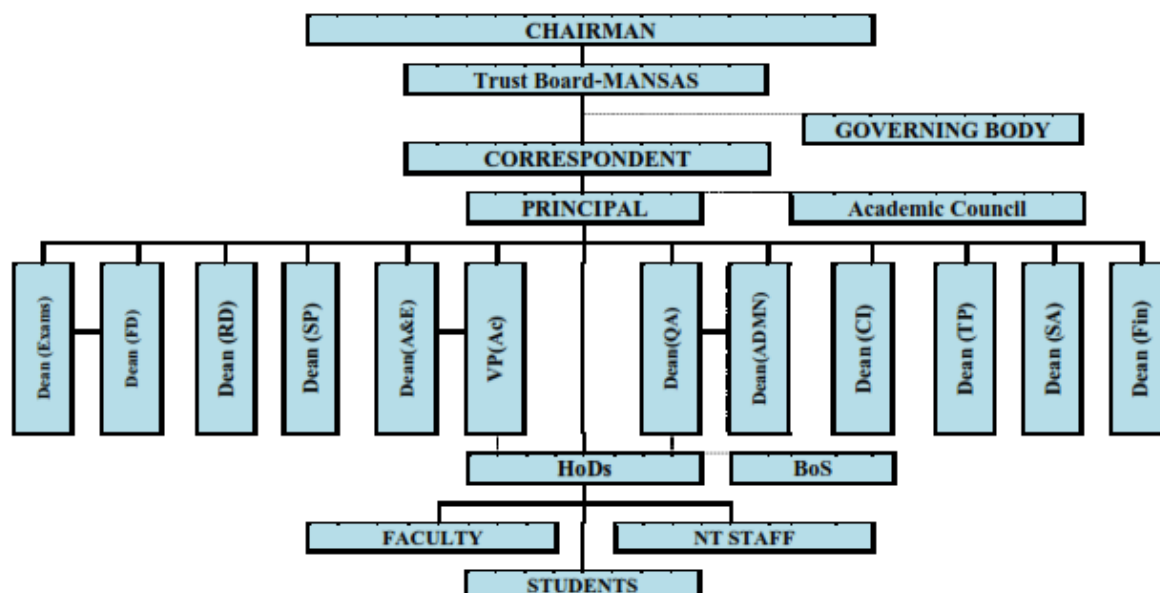 CHAIRMAN
Trust Board-MANSAS
GOVERNING BODY
CORRESPONDENT
PRINCIPAL
Academic Council
Dean (Exams)
Dean (FD)
Dean (RD)
Dean (SP)
Dean(A&E)
VP(Ac)
Dean(QA)
Dean(ADMN)
Dean (CI)
Dean (TP)
Dean (SA)
Dean (Fin)
HoDs
BoS
FACULTY
NT STAFF
STUDENTS